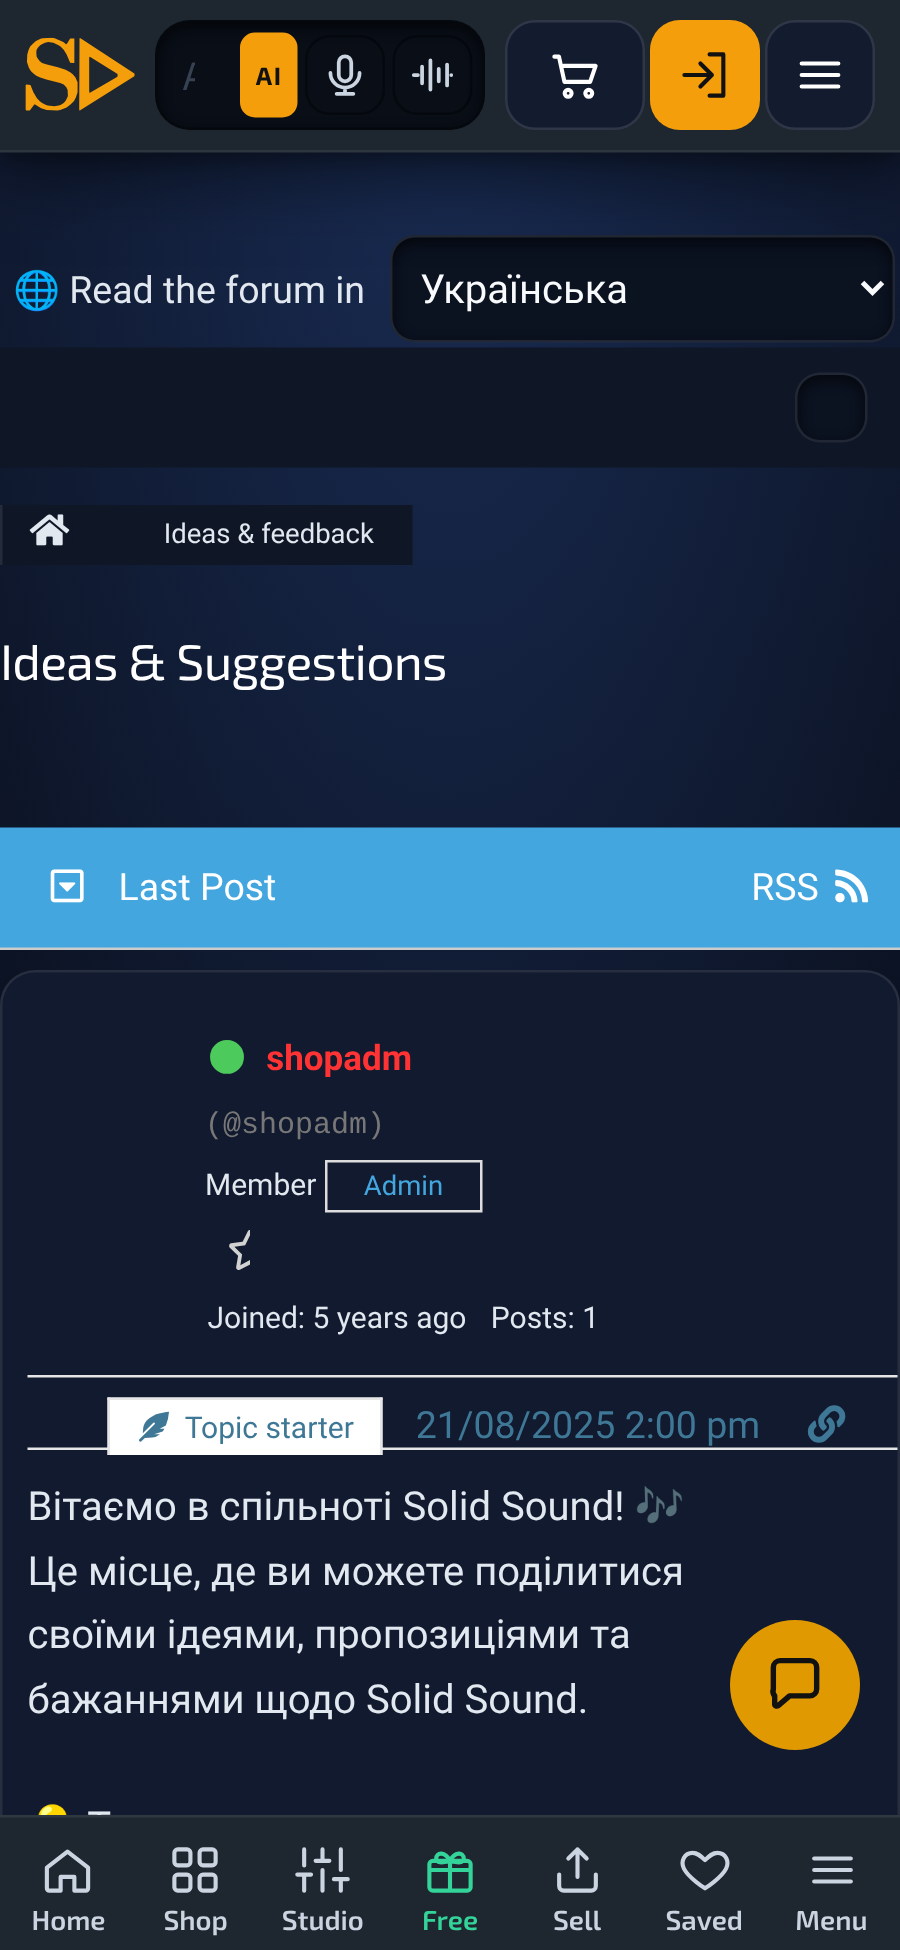 SD
AI
Read the forum in
Українська
Ideas & feedback
Ideas & Suggestions
Last Post
RSS
shopadm
(@shopadm)
Member
Admin
Joined: 5 years ago Posts: 1
Topic starter
21/08/2025 2:00 pm
Вітаємо в спільноті Solid Sound! 🎶
Це місце, де ви можете поділитися
своїми ідеями, пропозиціями та
бажаннями щодо Solid Sound.
Home
Shop
Studio
Free
Sell
Saved
Menu